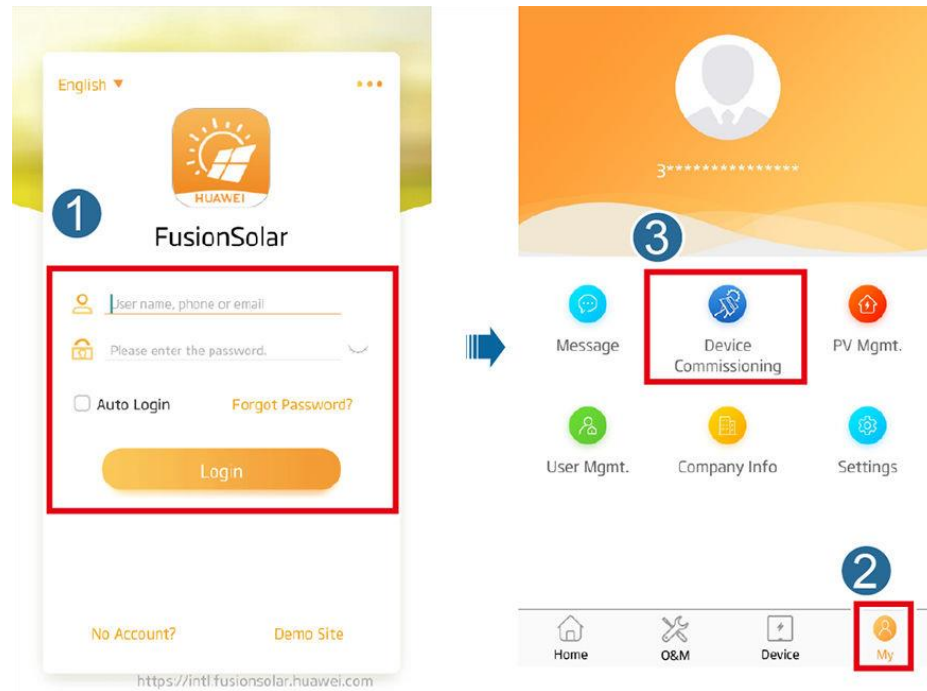 English ▼
HUAWEI
1
FusionSolar
User name, phone or email
Please enter the password.
Auto Login
Forgot Password?
Login
No Account?
Demo Site
https://intl.fusionsolar.huawei.com
3***************
3
Message
Device
Commissioning
PV Mgmt.
User Mgmt.
Company Info
Settings
2
Home
O&M
Device
My